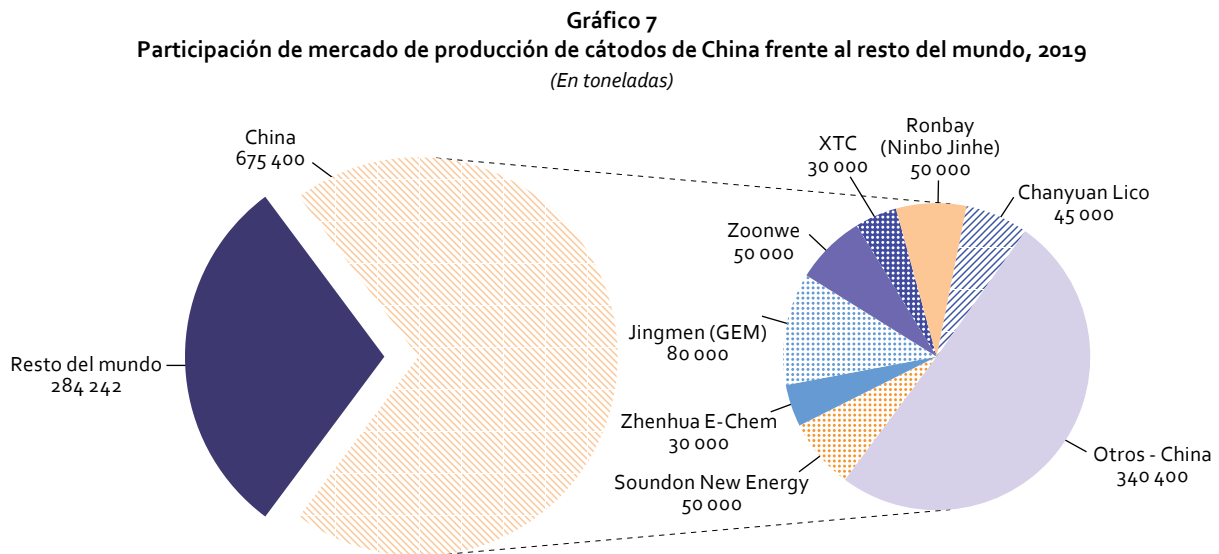 Gráfico 7
Participación de mercado de producción de cátodos de China frente al resto del mundo, 2019
(En toneladas)
China
675 400
Resto del mundo
284 242
XTC
30 000
Ronbay
(Ninbo Jinhe)
50 000
Chanyuan Lico
45 000
Zoonwe
50 000
Jingmen (GEM)
80 000
Zhenhua E-Chem
30 000
Soundon New Energy
50 000
Otros - China
340 400